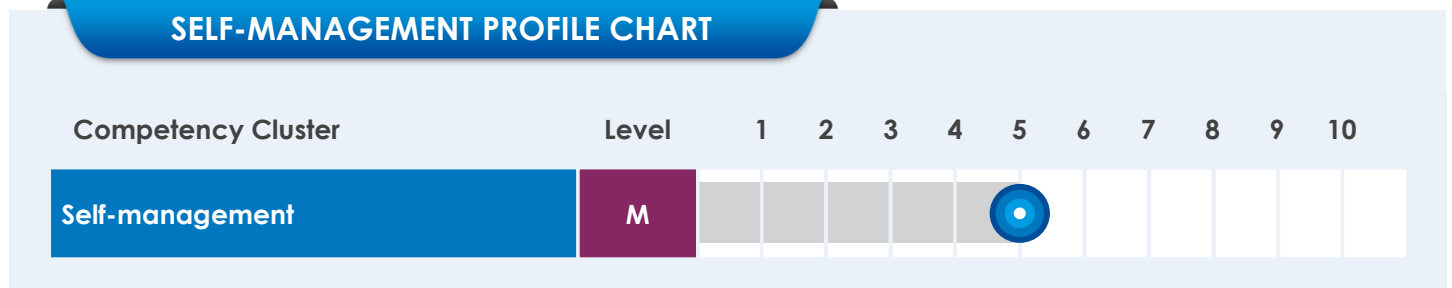 SELF-MANAGEMENT PROFILE CHART
Competency Cluster Level 1 2 3 4 5 6 7 8 9 10
Self-management M